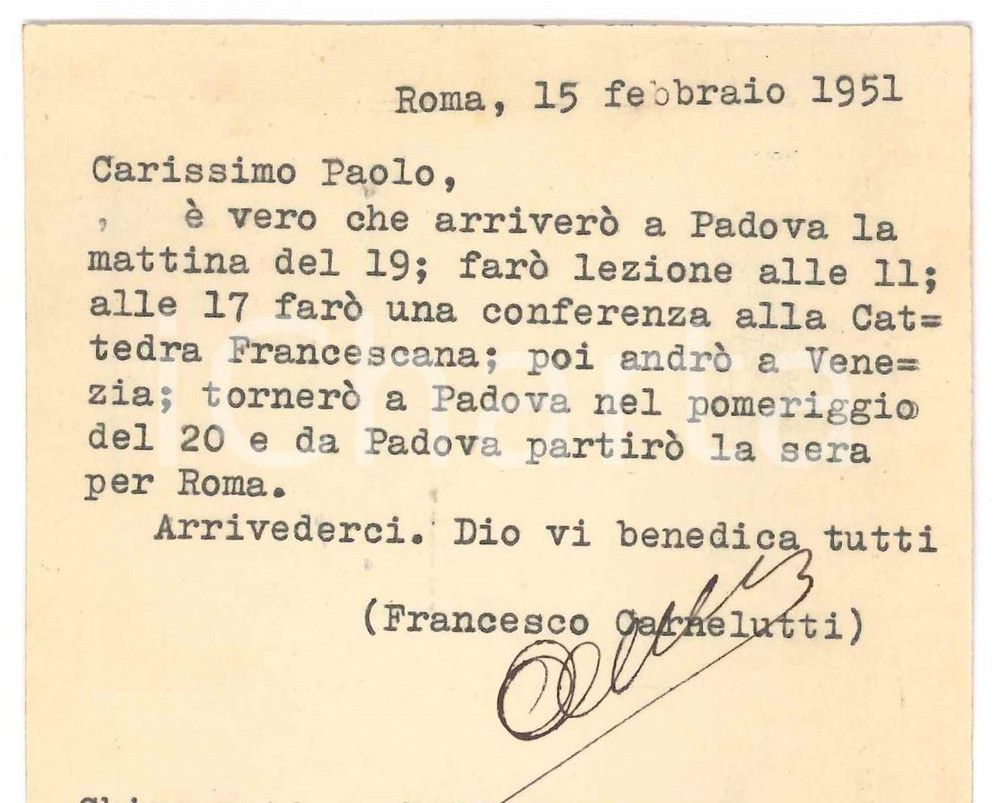 Roma, 15 febbraio 1951
Carissimo Paolo,
, è vero che arriverò a Padova la
mattina del 19; farò lezione alle 11;
alle 17 farò una conferenza alla Cat=
tedra Francescana; poi andrò a Vene=
zia; tornerò a Padova nel pomeriggio
del 20 e da Padova partirò la sera
per Roma.
Arrivederci. Dio vi benedica tutti
(Francesco Carnelutti)